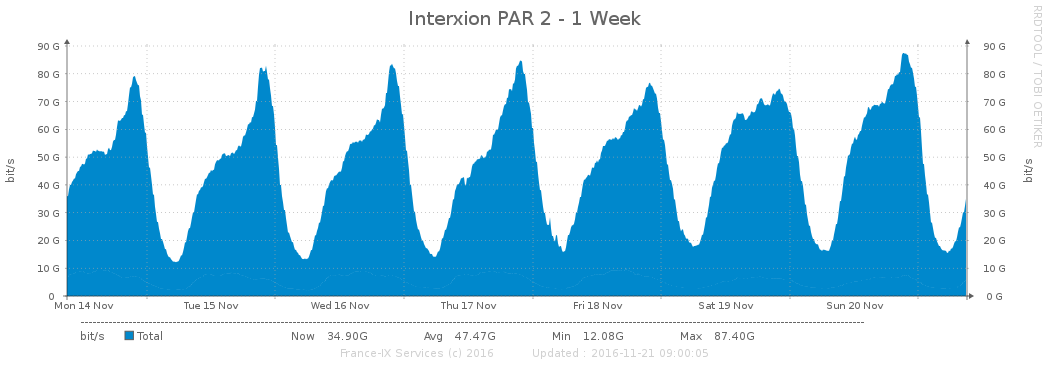 Interxion PAR 2 - 1 Week
RRDTOOL / TOBI OETIKER
90 G 90 G
80 G 80 G
70 G 70 G
60 G 60 G
50 G 50 G
40 G 40 G
30 G 30 G
20 G 20 G
10 G 10 G
0 0 G
bit/s bit/s
Mon 14 Nov Tue 15 Nov Wed 16 Nov Thu 17 Nov Fri 18 Nov Sat 19 Nov Sun 20 Nov
bit/s Total Now 34.90G Avg 47.47G Min 12.08G Max 87.40G
France-IX Services (c) 2016 Updated : 2016-11-21 09:00:05